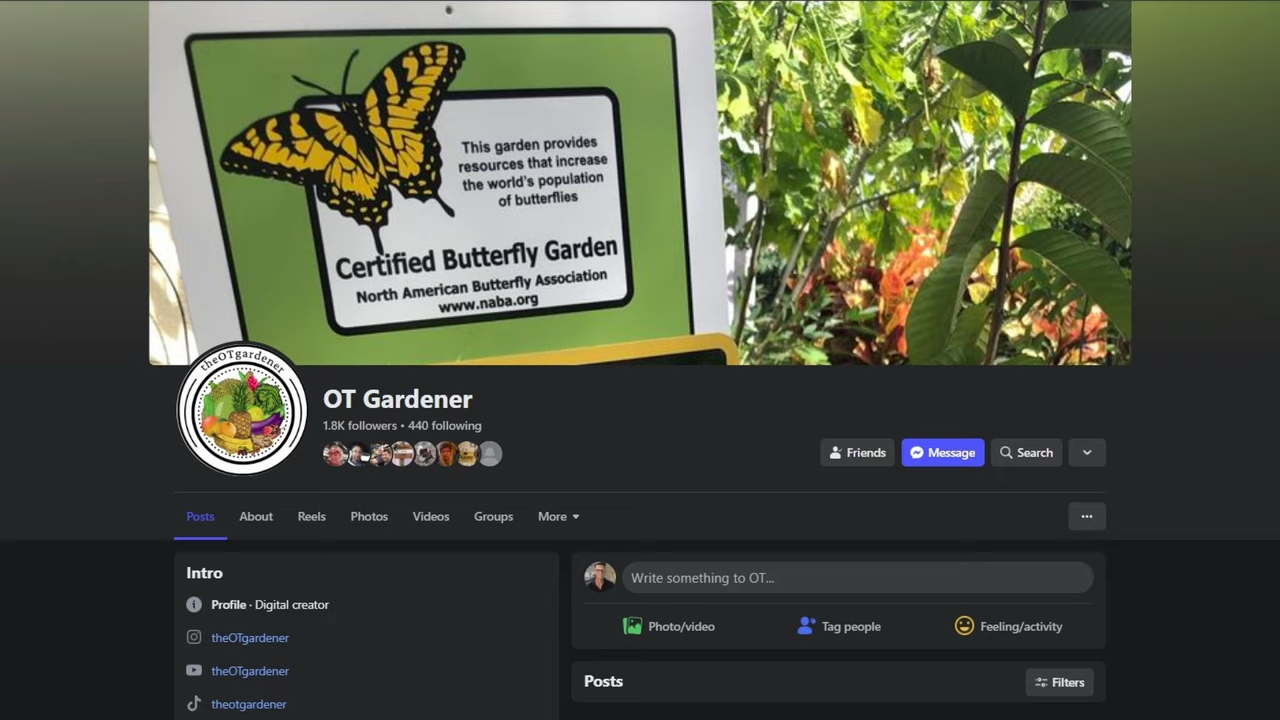 This garden provides
resources that increase
the world's population
of butterflies
Certified Butterfly Garden
North American Butterfly Association
www.naba.org
theOTgardener
OT Gardener
1.8K followers • 440 following
Friends
Message
Search
Posts
About
Reels
Photos
Videos
Groups
More
Intro
Profile · Digital creator
theOTgardener
theOTgardener
theotgardener
Write something to OT...
Photo/video
Tag people
Feeling/activity
Posts
Filters